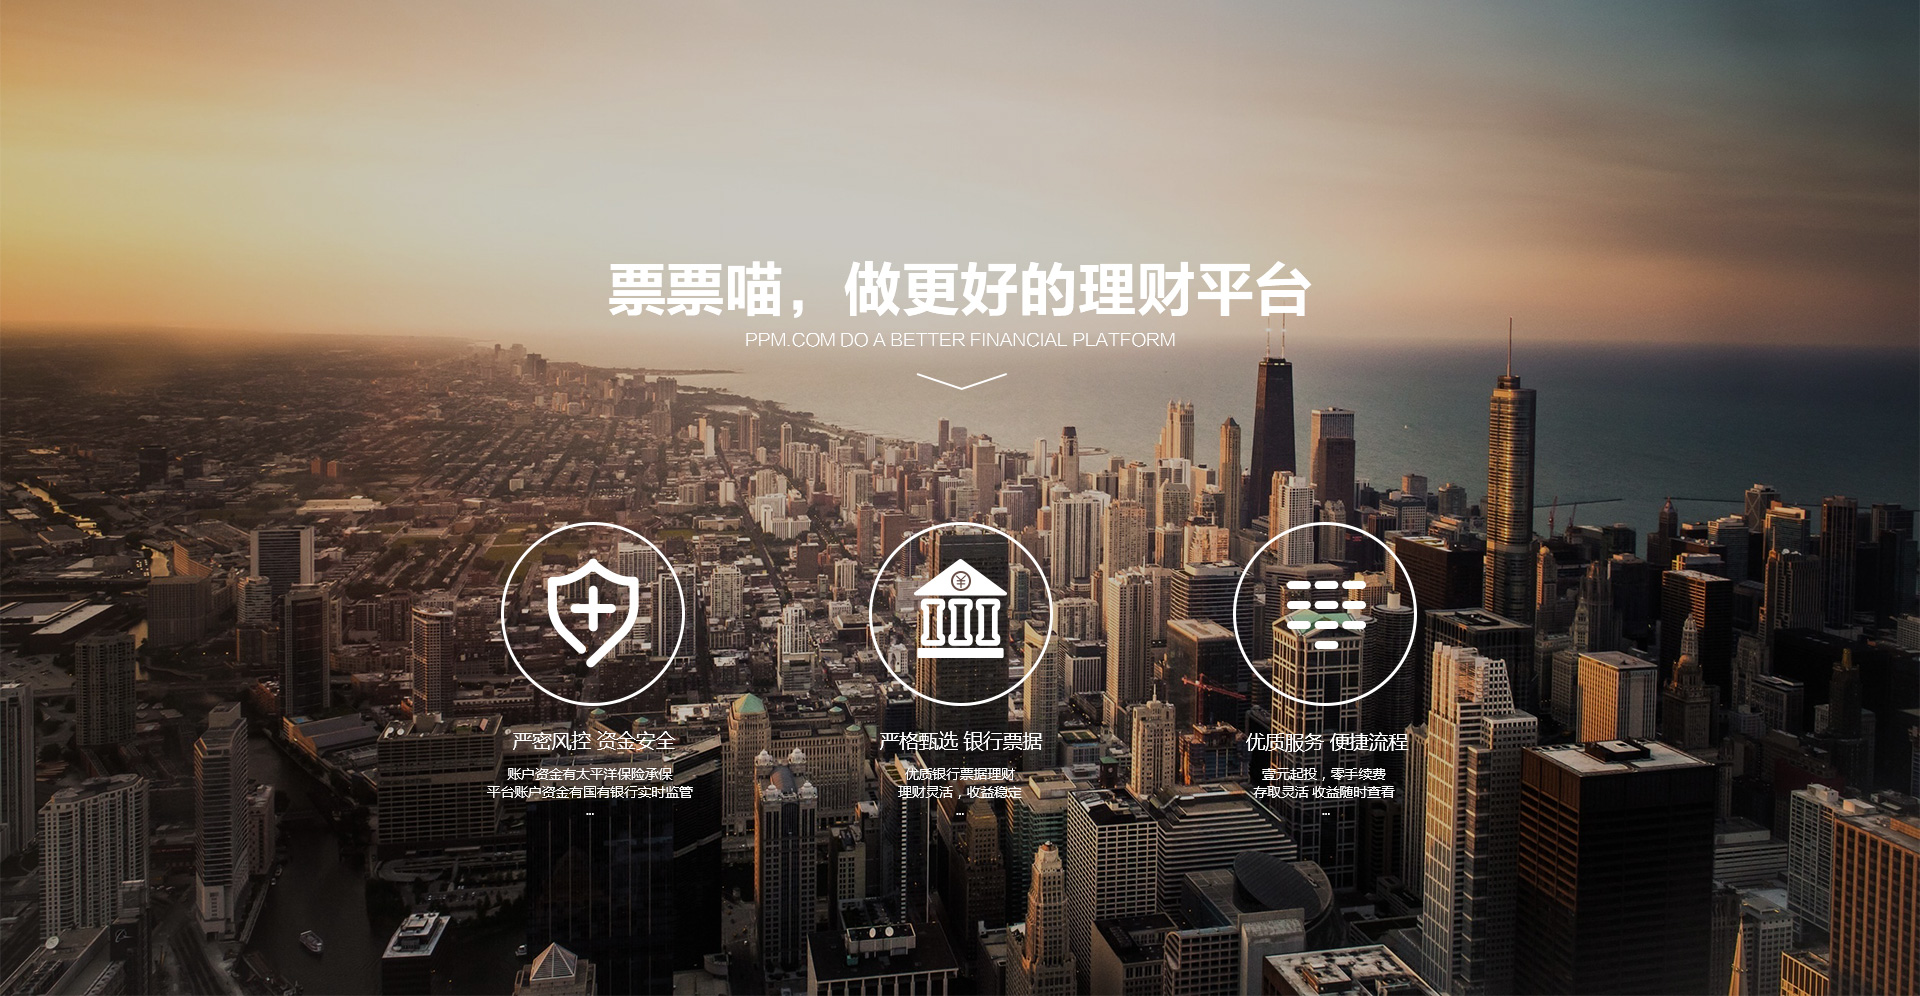 票票喵，做更好的理财平台
PPM.COM DO A BETTER FINANCIAL PLATFORM
严密风控 资金安全
账户资金有太平洋保险承保
平台账户资金有国有银行实时监管
...
严格甄选 银行票据
优质银行票据理财
理财灵活，收益稳定
...
优质服务 便捷流程
壹元起投，零手续费
存取灵活 收益随时查看
...